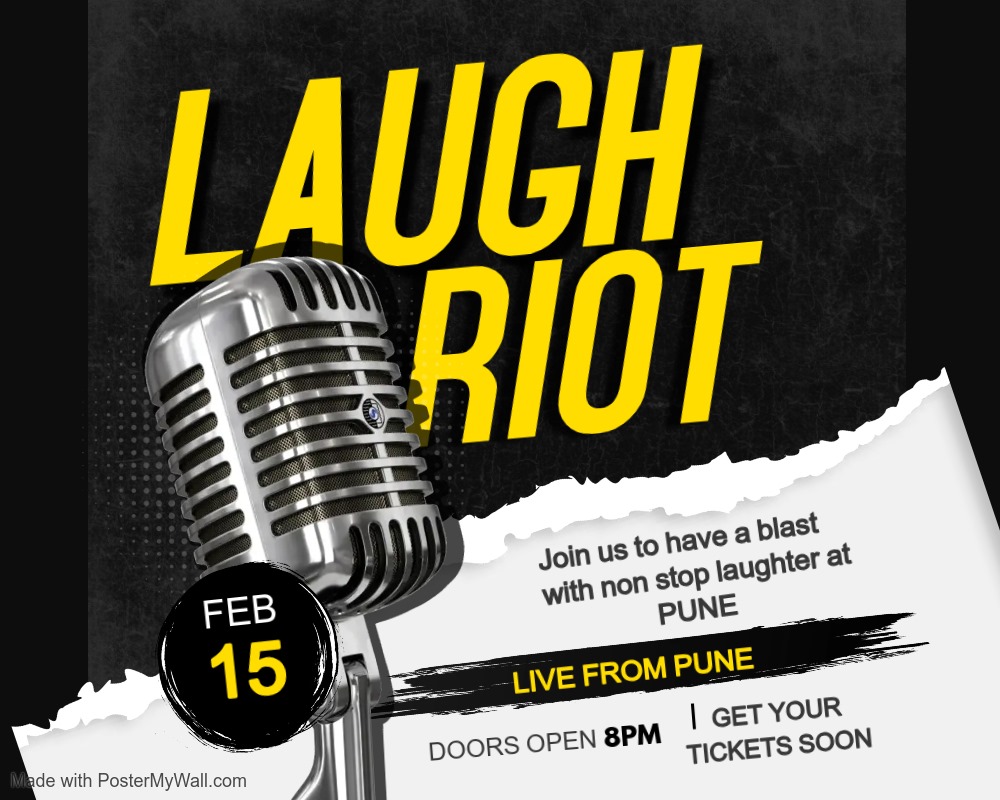 LAUGH
RIOT
Join us to have a blast
with non stop laughter at
PUNE
FEB
15
LIVE FROM PUNE
DOORS OPEN 8PM
| GET YOUR
TICKETS SOON
Made with PosterMyWall.com